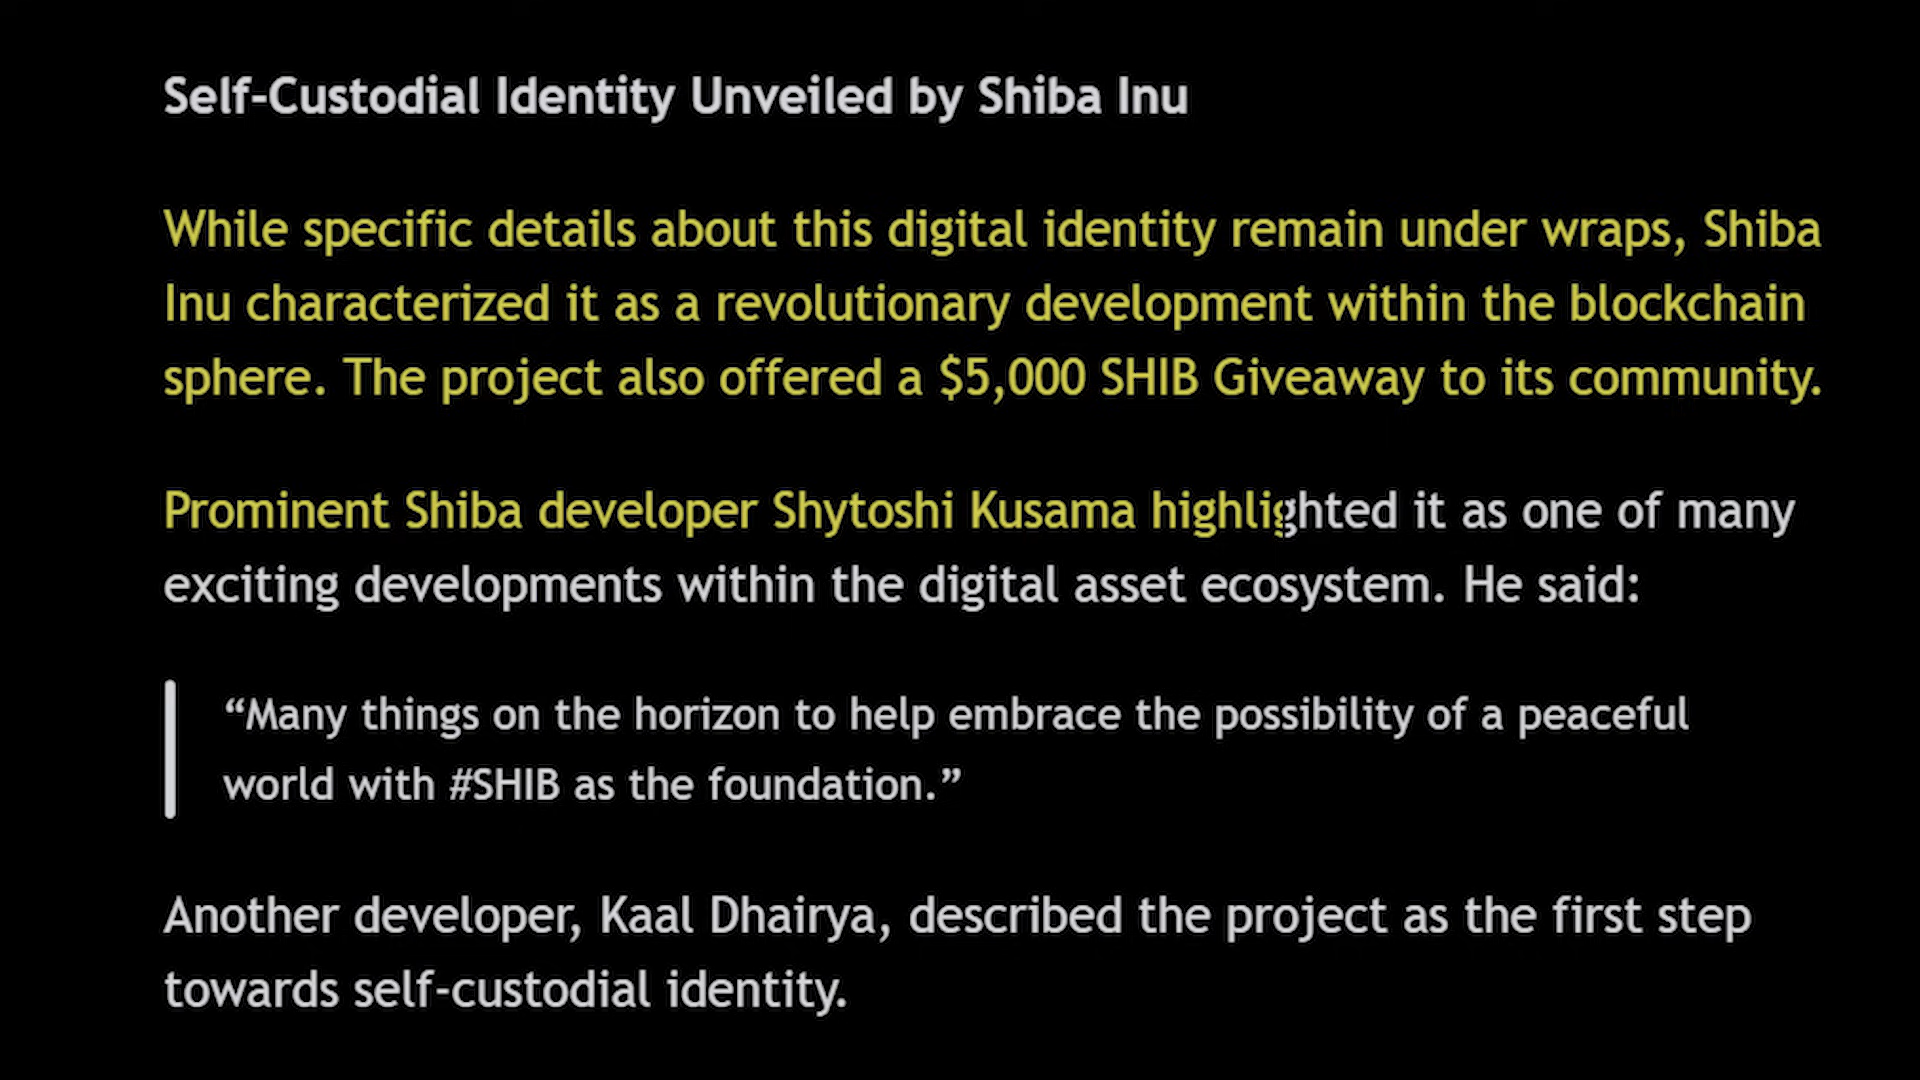 Self-Custodial Identity Unveiled by Shiba Inu
While specific details about this digital identity remain under wraps, Shiba
Inu characterized it as a revolutionary development within the blockchain
sphere. The project also offered a $5,000 SHIB Giveaway to its community.
Prominent Shiba developer Shytoshi Kusama highlighted it as one of many
exciting developments within the digital asset ecosystem. He said:
“Many things on the horizon to help embrace the possibility of a peaceful
world with #SHIB as the foundation.”
Another developer, Kaal Dhairya, described the project as the first step
towards self-custodial identity.